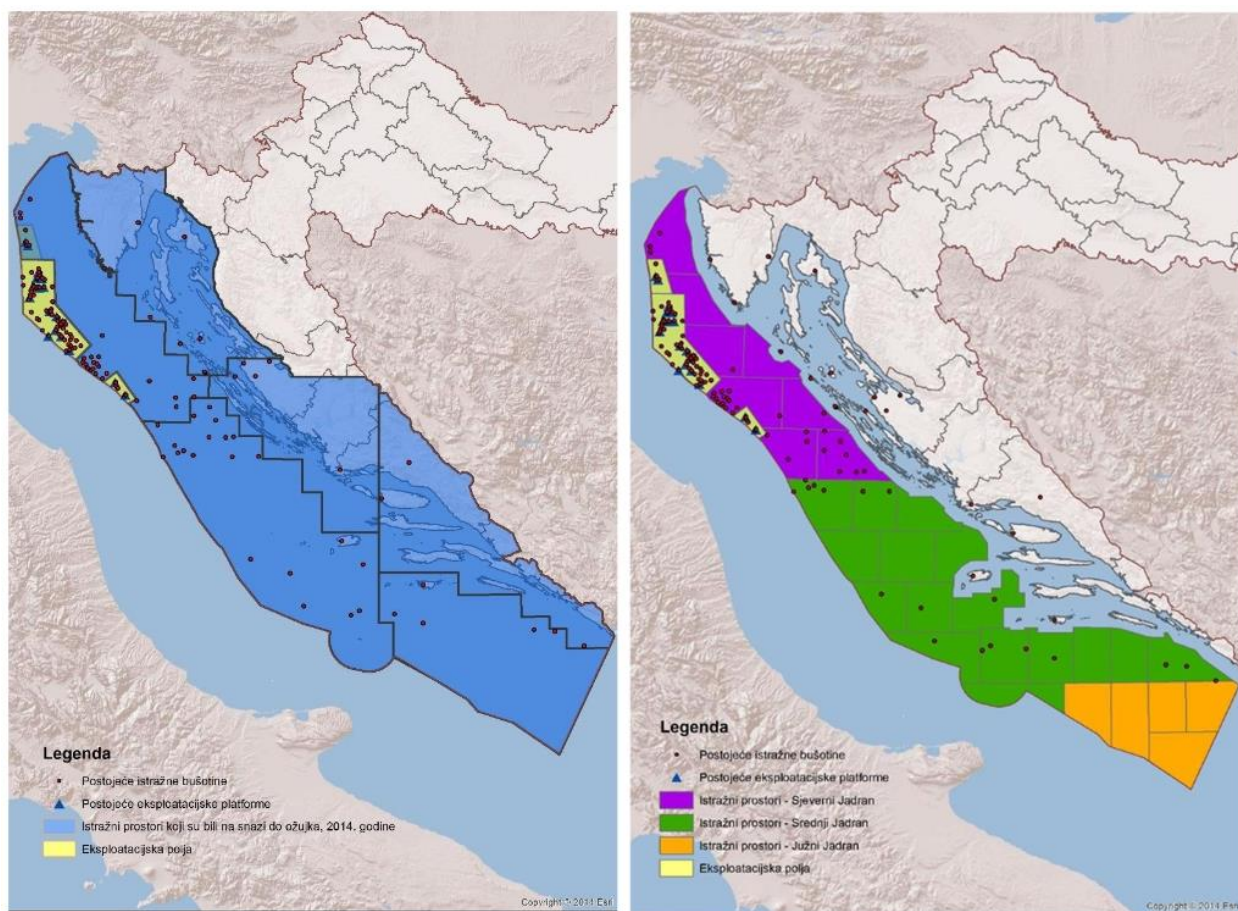 Legenda
Postojeće istražne bušotine
Postojeće eksploatacijske platforme
Istražni prostori koji su bili na snazi do ožujka, 2014. godine
Eksploatacijska polja
Copyright © 2014 Esri
Legenda
Postojeće istražne bušotine
Postojeće eksploatacijske platforme
Istražni prostori - Sjeverni Jadran
Istražni prostori - Srednji Jadran
Istražni prostori - Južni Jadran
Eksploatacijska polja
Copyright © 2014 Esri